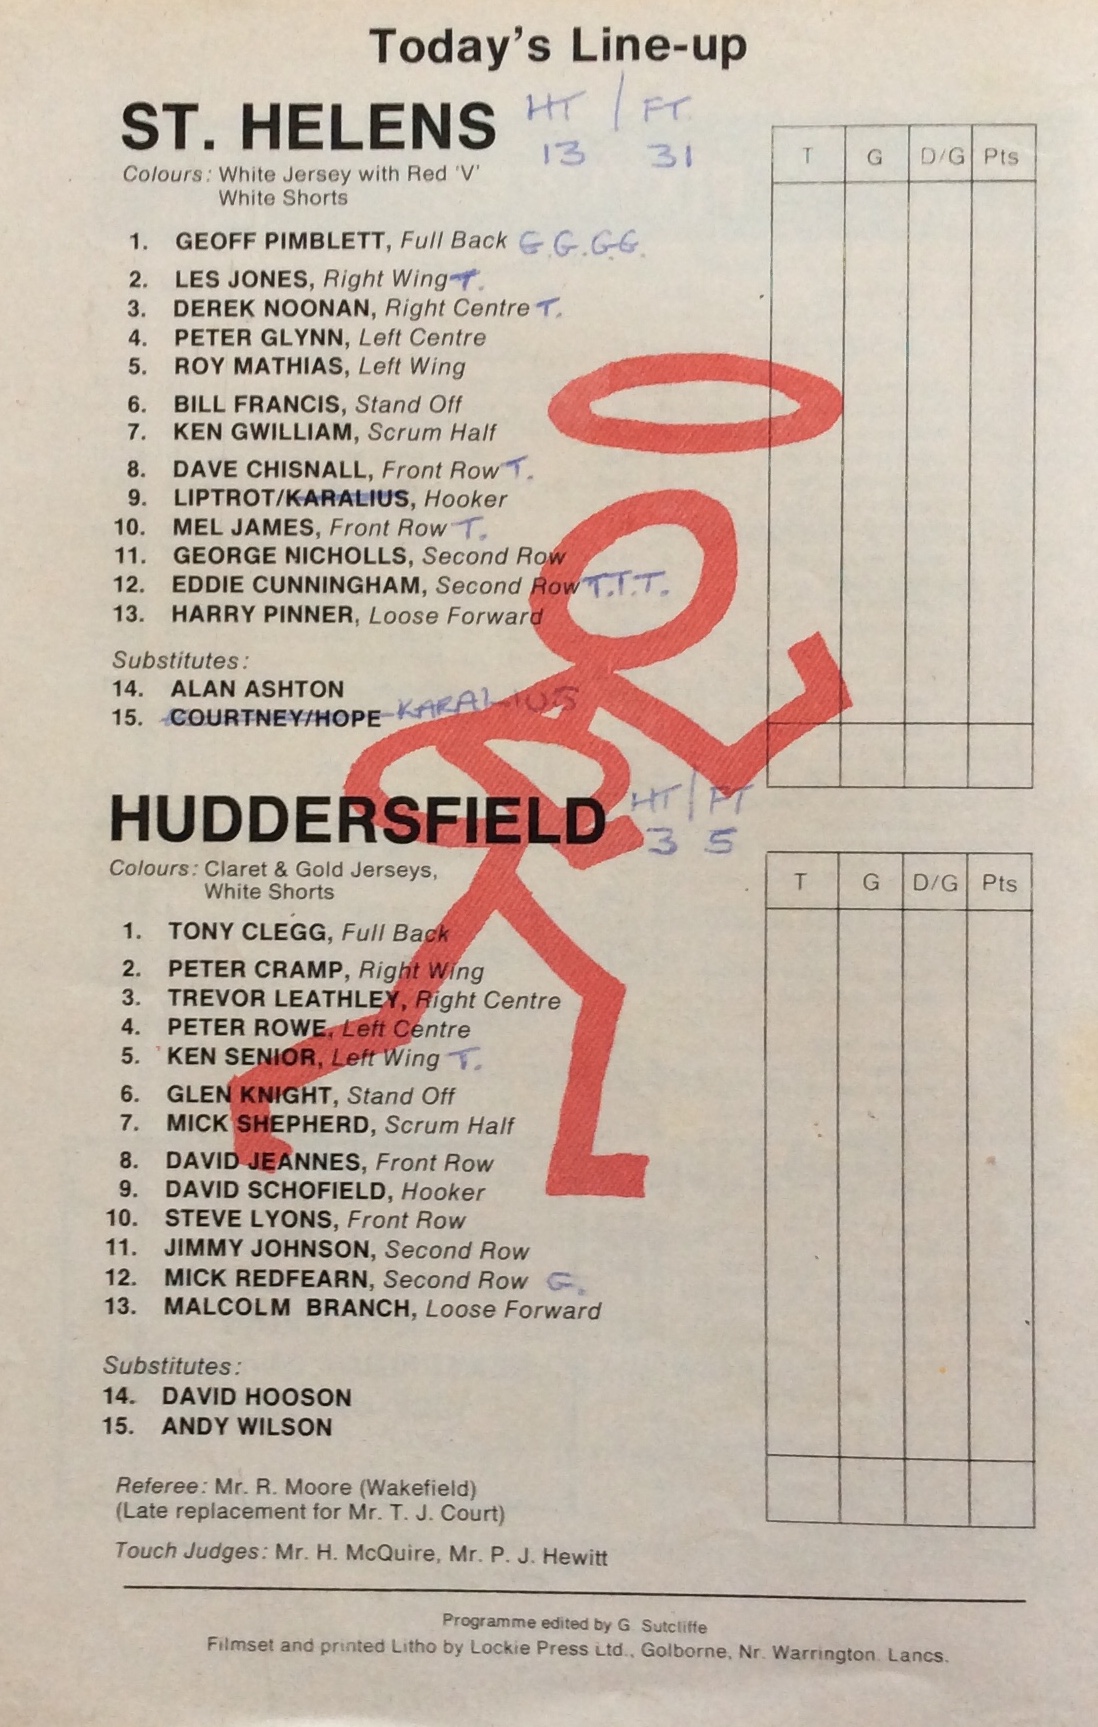 Today's Line-up
ST. HELENS HT / FT
13 31
Colours: White Jersey with Red 'V'
White Shorts
T G D/G Pts
1. GEOFF PIMBLETT, Full Back G.G.G.G.
2. LES JONES, Right Wing T.
3. DEREK NOONAN, Right Centre T.
4. PETER GLYNN, Left Centre
5. ROY MATHIAS, Left Wing
6. BILL FRANCIS, Stand Off
7. KEN GWILLIAM, Scrum Half
8. DAVE CHISNALL, Front Row T.
9. LIPTROT/KARALIUS, Hooker
10. MEL JAMES, Front Row T.
11. GEORGE NICHOLLS, Second Row
12. EDDIE CUNNINGHAM, Second Row T.T.T.
13. HARRY PINNER, Loose Forward
Substitutes:
14. ALAN ASHTON
15. COURTNEY/HOPE KARALIUS
HUDDERSFIELD HT / FT
3 5
Colours: Claret & Gold Jerseys,
White Shorts
T G D/G Pts
1. TONY CLEGG, Full Back
2. PETER CRAMP, Right Wing
3. TREVOR LEATHLEY, Right Centre
4. PETER ROWE, Left Centre
5. KEN SENIOR, Left Wing T.
6. GLEN KNIGHT, Stand Off
7. MICK SHEPHERD, Scrum Half
8. DAVID JEANNES, Front Row
9. DAVID SCHOFIELD, Hooker
10. STEVE LYONS, Front Row
11. JIMMY JOHNSON, Second Row
12. MICK REDFEARN, Second Row G.
13. MALCOLM BRANCH, Loose Forward
Substitutes:
14. DAVID HOOSON
15. ANDY WILSON
Referee: Mr. R. Moore (Wakefield)
(Late replacement for Mr. T. J. Court)
Touch Judges: Mr. H. McQuire, Mr. P. J. Hewitt
Programme edited by G. Sutcliffe
Filmset and printed Litho by Lockie Press Ltd., Golborne, Nr. Warrington. Lancs.